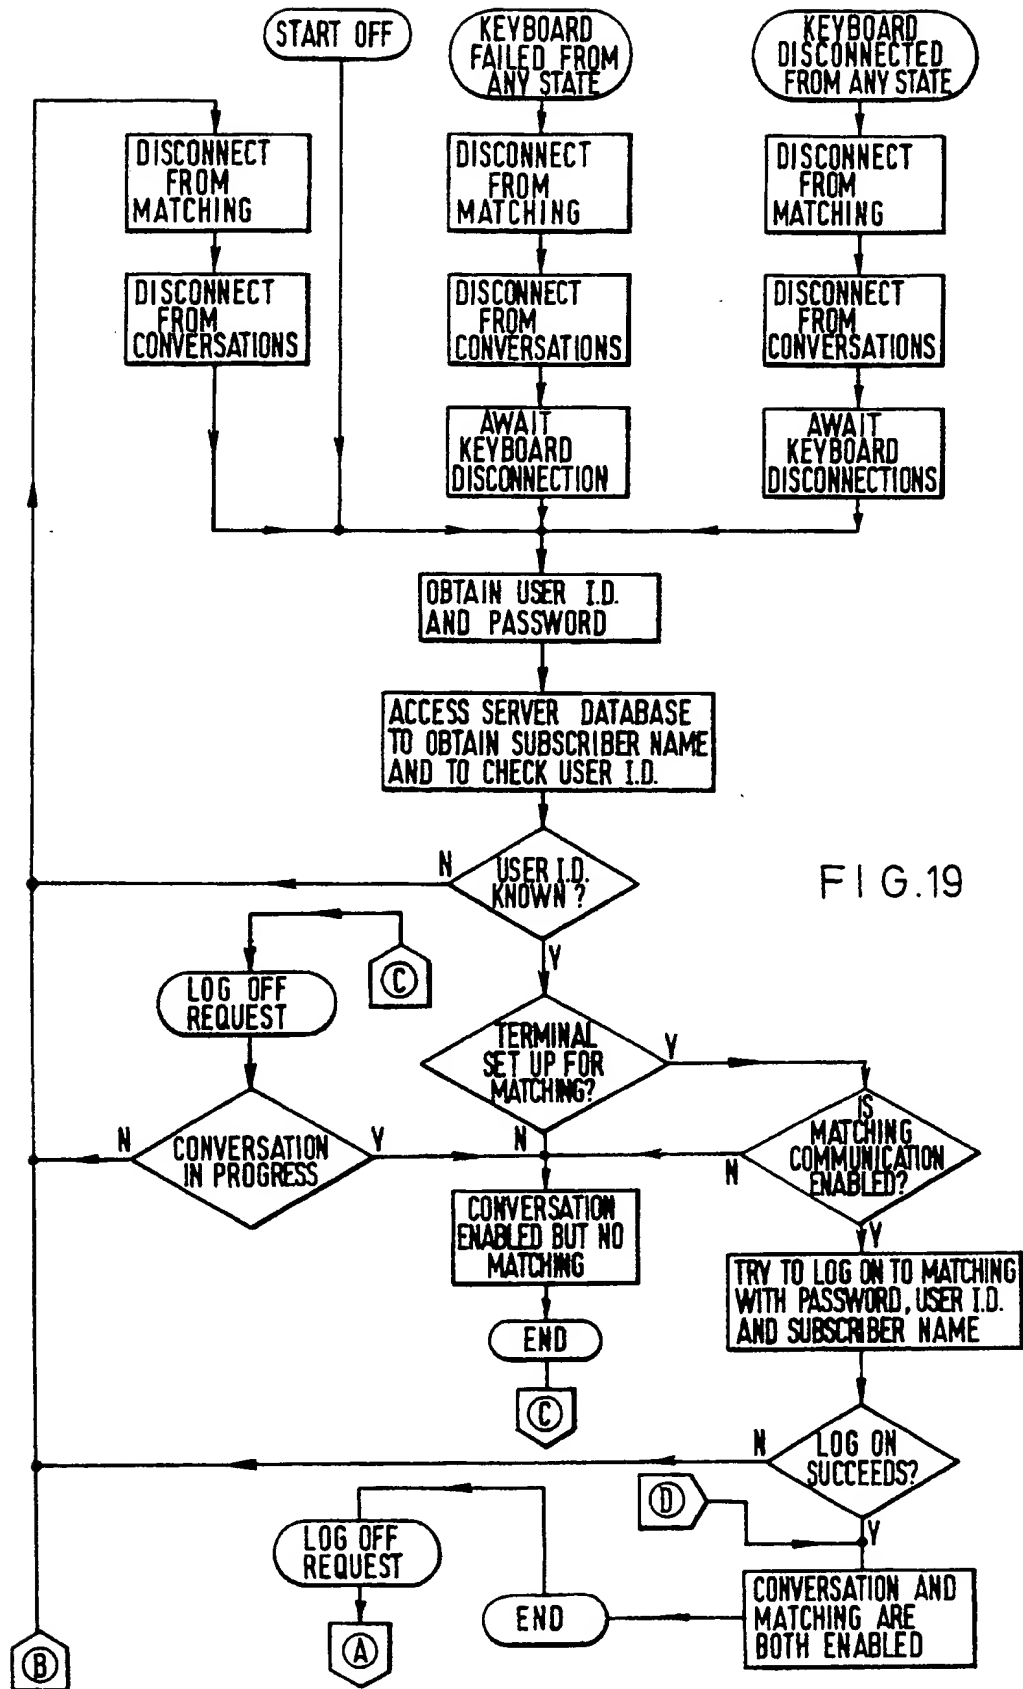 START OFF
KEYBOARD
FAILED FROM
ANY STATE
KEYBOARD
DISCONNECTED
FROM ANY STATE
DISCONNECT
FROM
MATCHING
DISCONNECT
FROM
MATCHING
DISCONNECT
FROM
MATCHING
DISCONNECT
FROM
CONVERSATIONS
DISCONNECT
FROM
CONVERSATIONS
DISCONNECT
FROM
CONVERSATIONS
AWAIT
KEYBOARD
DISCONNECTION
AWAIT
KEYBOARD
DISCONNECTIONS
OBTAIN USER I.D.
AND PASSWORD
ACCESS SERVER DATABASE
TO OBTAIN SUBSCRIBER NAME
AND TO CHECK USER I.D.
N
USER I.D.
KNOWN ?
Y
FIG.19
C
LOG OFF
REQUEST
TERMINAL
SET UP FOR
MATCHING?
Y
N
N
CONVERSATION
IN PROGRESS
Y
IS
MATCHING
COMMUNICATION
ENABLED?
N
Y
CONVERSATION
ENABLED BUT NO
MATCHING
TRY TO LOG ON TO MATCHING
WITH PASSWORD, USER I.D.
AND SUBSCRIBER NAME
END
C
N
LOG ON
SUCCEEDS?
Y
D
LOG OFF
REQUEST
END
CONVERSATION AND
MATCHING ARE
BOTH ENABLED
A
B